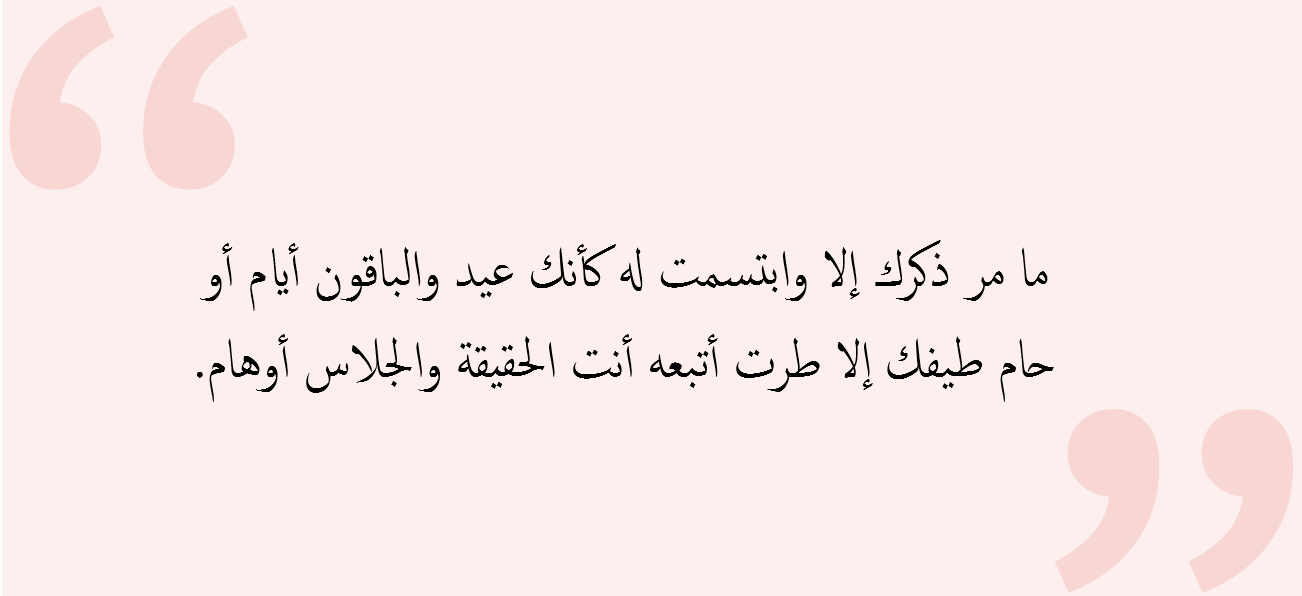 ما مر ذكرك إلا وابتسمت له كأنك عيد والباقون أيام أو
حام طيفك إلا طرت أتبعه أنت الحقيقة والجلاس أوهام.